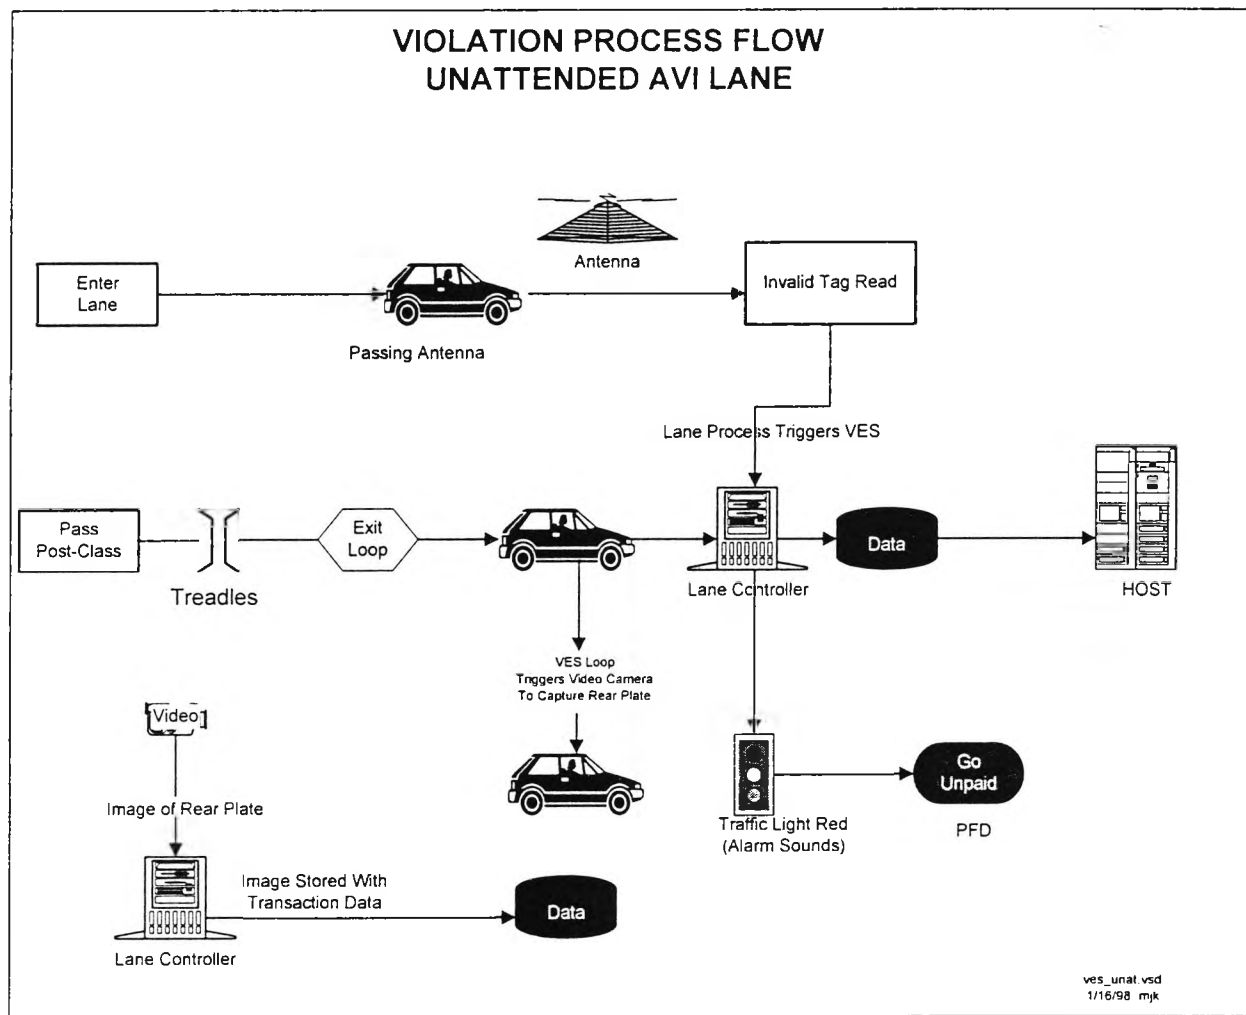 VIOLATION PROCESS FLOW
UNATTENDED AVI LANE
Antenna
Enter
Lane
Invalid Tag Read
Passing Antenna
Lane Process Triggers VES
Pass
Post-Class
Exit
Loop
Data
Treadles
Lane Controller
HOST
VES Loop
Triggers Video Camera
To Capture Rear Plate
Video
Go
Unpaid
Image of Rear Plate
Traffic Light Red
(Alarm Sounds)
PFD
Image Stored With
Transaction Data
Data
Lane Controller
ves_unat.vsd
1/16/98 mjk